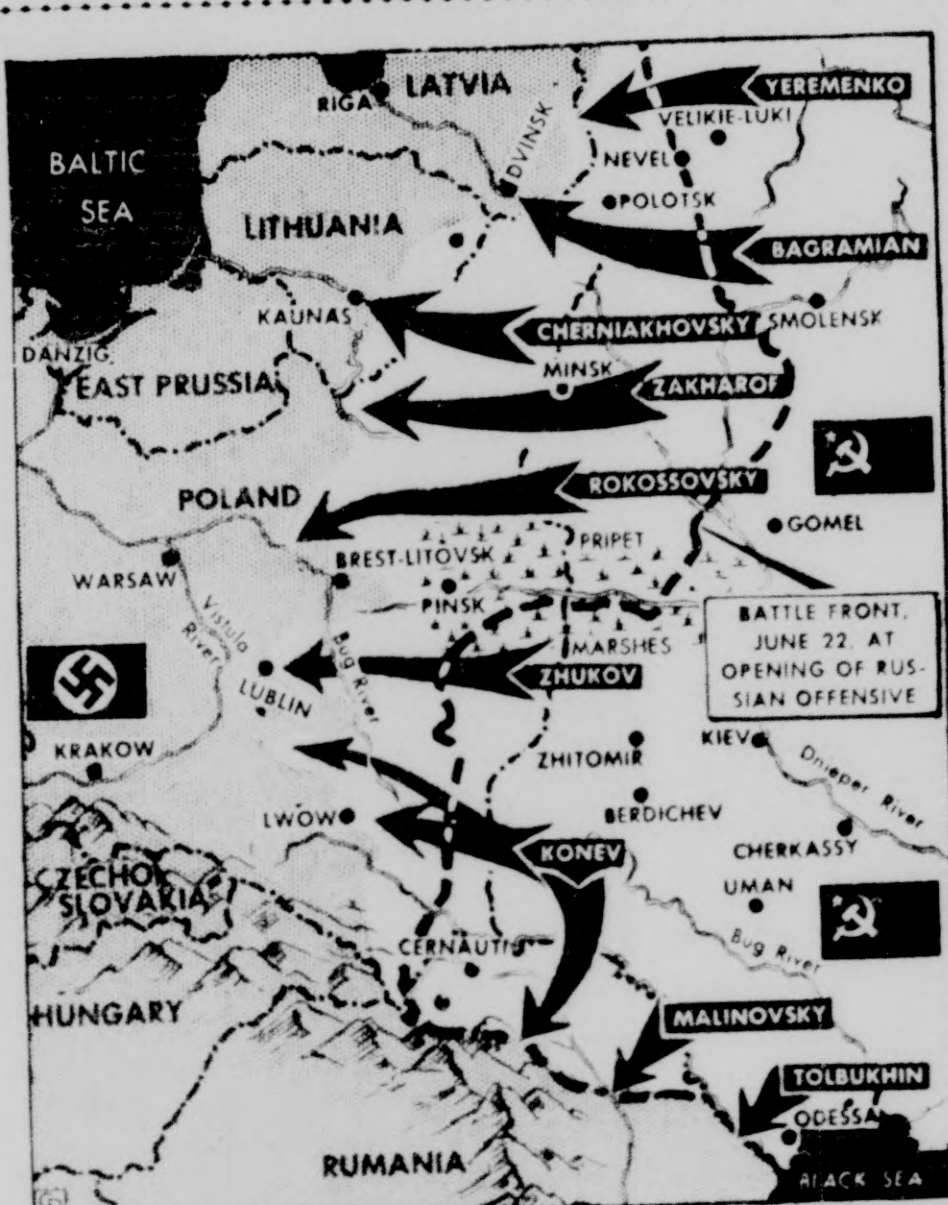 LATVIA
RIGA
YEREMENKO
VELIKIE-LUKI
BALTIC
SEA
DVINSK
NEVEL
POLOTSK
LITHUANIA
BAGRAMIAN
KAUNAS
CHERNIAKHOVSKY
SMOLENSK
DANZIG
EAST PRUSSIA
MINSK
ZAKHAROF
POLAND
ROKOSSOVSKY
GOMEL
WARSAW
BREST-LITOVSK
PRIPET
PINSK
MARSHES
BATTLE FRONT,
JUNE 22, AT
OPENING OF RUS-
SIAN OFFENSIVE
Vistula
River
Bug River
LUBLIN
ZHUKOV
KRAKOW
ZHITOMIR
KIEV
Dnieper River
LWOW
BERDICHEV
KONEV
CHERKASSY
CZECHO
SLOVAKIA
UMAN
CERNAUTI
Bug River
HUNGARY
MALINOVSKY
TOLBUKHIN
ODESSA
RUMANIA
BLACK SEA